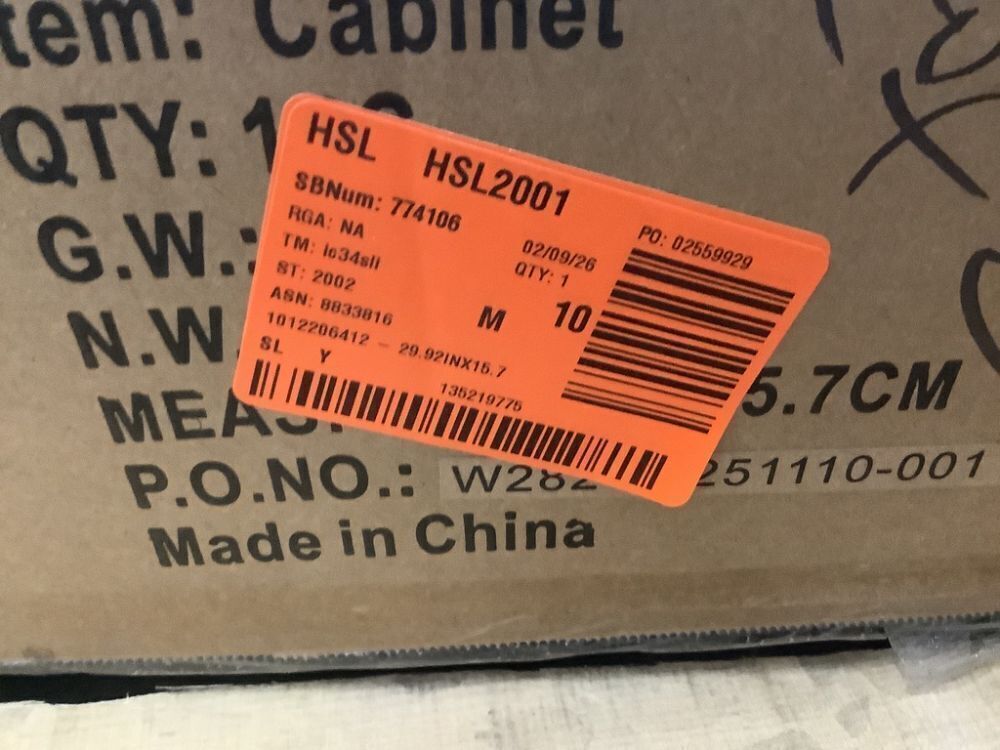 tem: Cabinet
QTY: 1
G.W.:
N.W.
MEAS.
5.7CM
P.O.NO.: W282 251110-001
Made in China
HSL HSL2001
SBNum: 774106
RGA: NA
TM: lc34sll
ST: 2002
ASN: 8833816
02/09/26
QTY: 1
M 10
1012206412 - 29.92INX15.7
SL Y
135219775
PO: 02559929